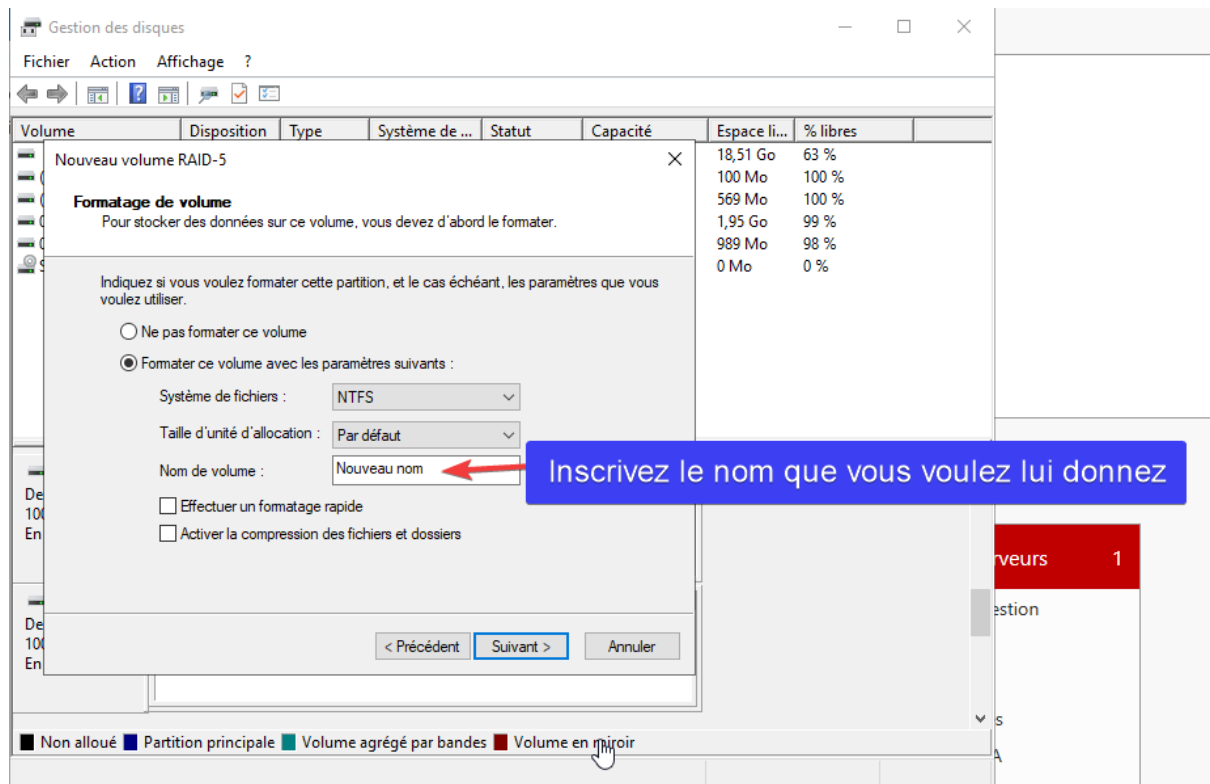 Gestion des disques
Fichier Action Affichage ?
Volume Disposition Type Système de ... Statut Capacité Espace li... % libres
18,51 Go 63 %
100 Mo 100 %
569 Mo 100 %
1,95 Go 99 %
989 Mo 98 %
0 Mo 0 %
Nouveau volume RAID-5
Formatage de volume
Pour stocker des données sur ce volume, vous devez d'abord le formater.
Indiquez si vous voulez formater cette partition, et le cas échéant, les paramètres que vous
voulez utiliser.
Ne pas formater ce volume
Formater ce volume avec les paramètres suivants :
Système de fichiers : NTFS
Taille d'unité d'allocation : Par défaut
Nom de volume : Nouveau nom
Inscrivez le nom que vous voulez lui donnez
Effectuer un formatage rapide
Activer la compression des fichiers et dossiers
< Précédent Suivant > Annuler
De
100
En
De
100
En
rveurs 1
estion
s
A
Non alloué Partition principale Volume agrégé par bandes Volume en miroir